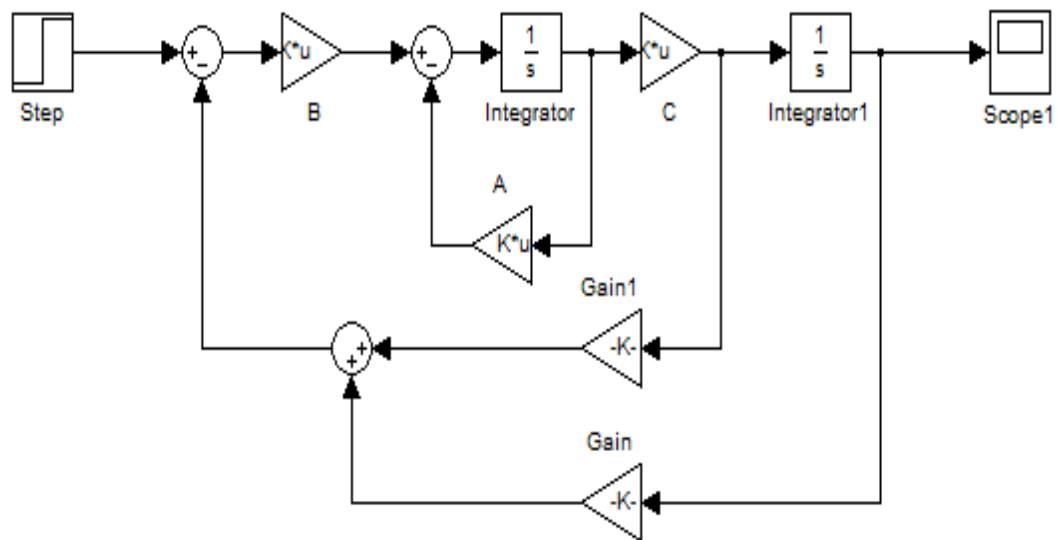 +
−
K*u
+
−
1
s
K*u
1
s
Step
B
Integrator
C
Integrator1
Scope1
A
K*u
Gain1
+
+
-K-
Gain
-K-